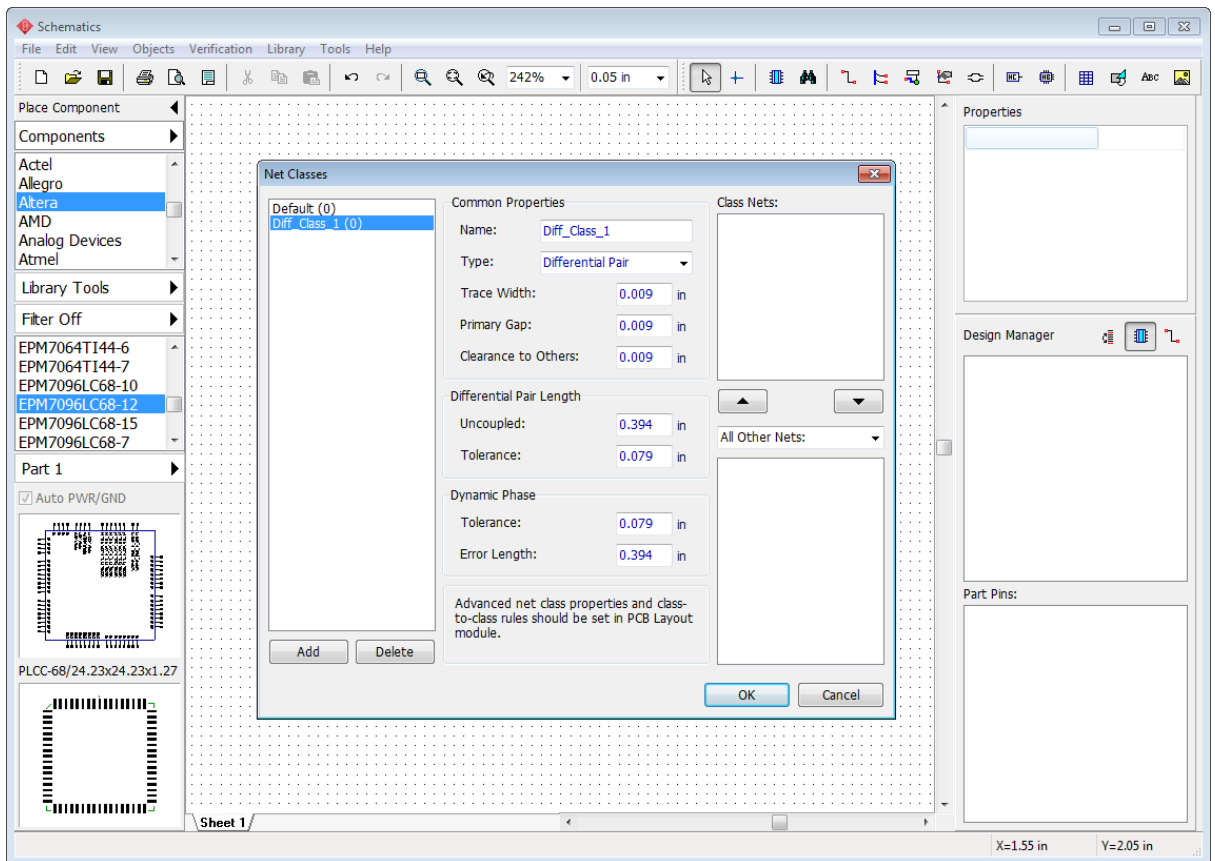 Schematics
File Edit View Objects Verification Library Tools Help
242% 0.05 in ABC
Place Component
Components
Actel
Allegro
Altera
AMD
Analog Devices
Atmel
Library Tools
Filter Off
EPM7064TI44-6
EPM7064TI44-7
EPM7096LC68-10
EPM7096LC68-12
EPM7096LC68-15
EPM7096LC68-7
Part 1
Auto PWR/GND
PLCC-68/24.23x24.23x1.27
Net Classes
Default (0)
Diff_Class_1 (0)
Add Delete
Common Properties
Name: Diff_Class_1
Type: Differential Pair
Trace Width: 0.009 in
Primary Gap: 0.009 in
Clearance to Others: 0.009 in
Differential Pair Length
Uncoupled: 0.394 in
Tolerance: 0.079 in
Dynamic Phase
Tolerance: 0.079 in
Error Length: 0.394 in
Advanced net class properties and class-
to-class rules should be set in PCB Layout
module.
Class Nets:
All Other Nets:
OK Cancel
Sheet 1
Properties
Design Manager
Part Pins:
X=1.55 in Y=2.05 in